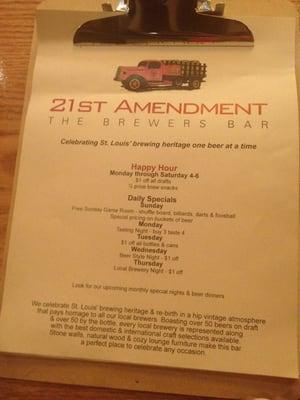 21ST AMENDMENT
THE BREWERS BAR
Celebrating St. Louis' brewing heritage one beer at a time
Happy Hour
Monday through Saturday 4-6
$1 off all drafts
½ price brew snacks
Daily Specials
Sunday
Free Sunday Game Room - shuffle board, billiards, darts & foosball
Special pricing on buckets of beer
Monday
Tasting Night - buy 3 taste 4
Tuesday
$1 off all bottles & cans
Wednesday
Beer Style Night - $1 off
Thursday
Local Brewery Night - $1 off
Look for our upcoming monthly special nights & beer dinners
We celebrate St. Louis' brewing heritage & re-birth in a hip vintage atmosphere
that pays homage to all our local brewers. Boasting over 50 beers on draft
& over 50 by the bottle, every local brewery is represented along
with the best domestic & international craft selections available.
Stone walls, natural wood & cozy lounge furniture make this bar
a perfect place to celebrate any occasion.